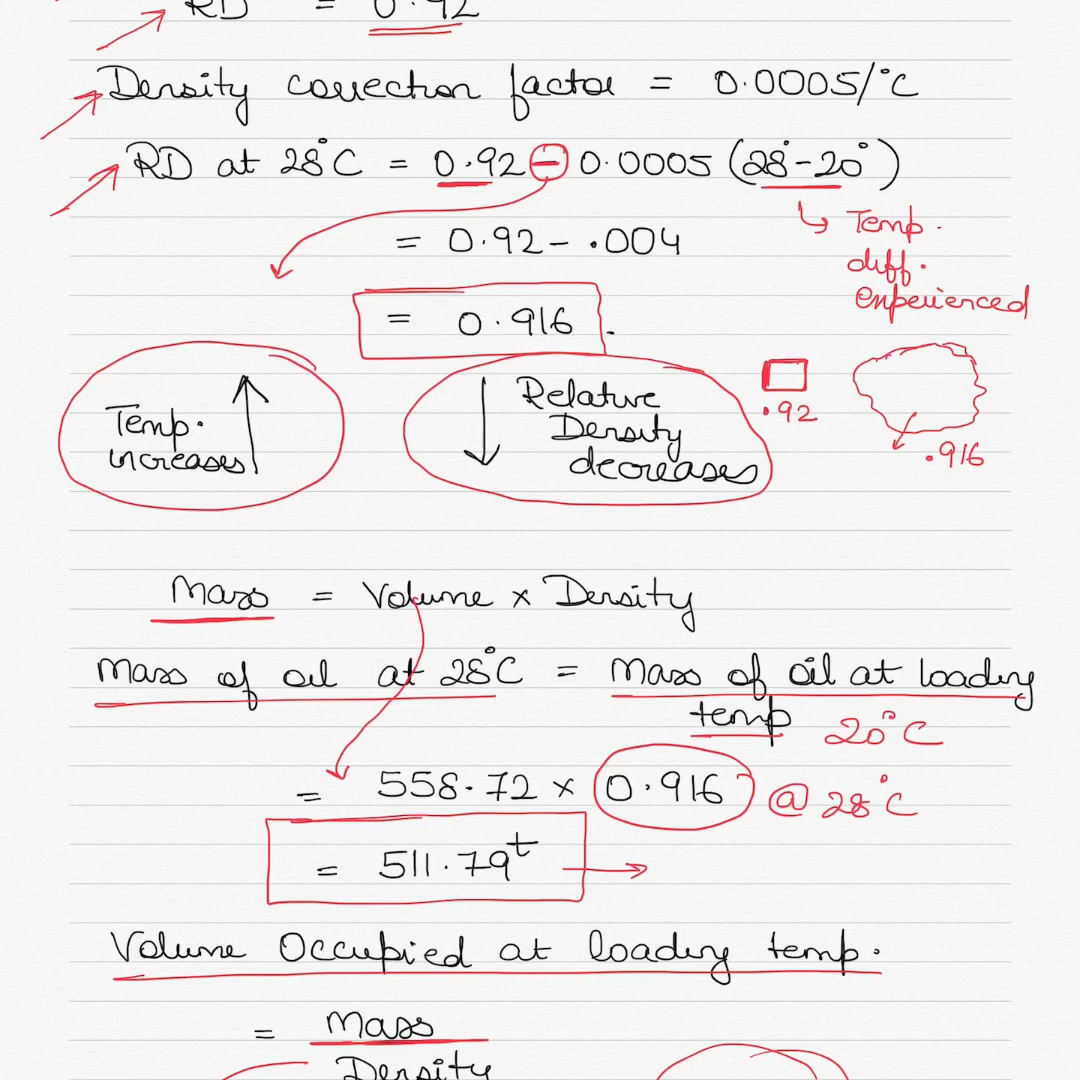 RD = 0.92
Density correction factor = 0.0005/°C
RD at 28°C = 0.92 - 0.0005 (28° - 20°)
↳ Temp.
= 0.92 - .004
diff.
experienced
= 0.916.
Temp. increases ↑
↓ Relative Density decreases
.92
.916
Mass = Volume × Density
Mass of oil at 28°C = Mass of oil at loading
temp 20°C
= 558.72 × 0.916 @ 28°C
= 511.79t
Volume Occupied at loading temp.
= Mass
Density